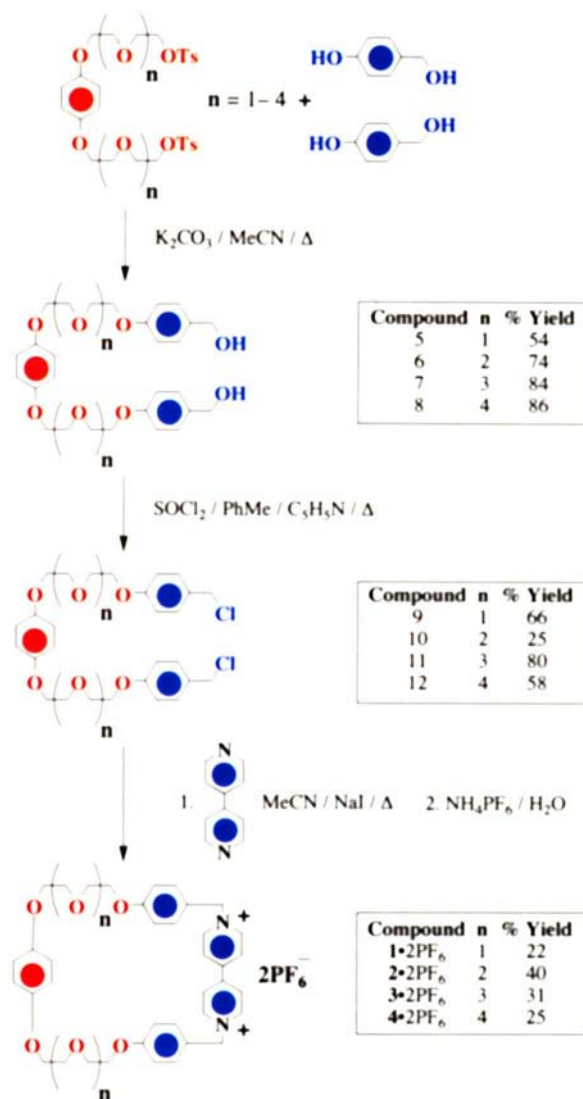 O O OTs
n
n = 1 – 4 +
HO OH
O O OTs
n
HO OH
K₂CO₃ / MeCN / Δ
O O O
n OH
OH
O O O
n
Compound n % Yield
5 1 54
6 2 74
7 3 84
8 4 86
SOCl₂ / PhMe / C₅H₅N / Δ
O O O
n Cl
Cl
O O O
n
Compound n % Yield
9 1 66
10 2 25
11 3 80
12 4 58
N
1. MeCN / NaI / Δ 2. NH₄PF₆ / H₂O
N
O O O
n N +
2PF₆⁻
N +
O O O
n
Compound n % Yield
1•2PF₆ 1 22
2•2PF₆ 2 40
3•2PF₆ 3 31
4•2PF₆ 4 25